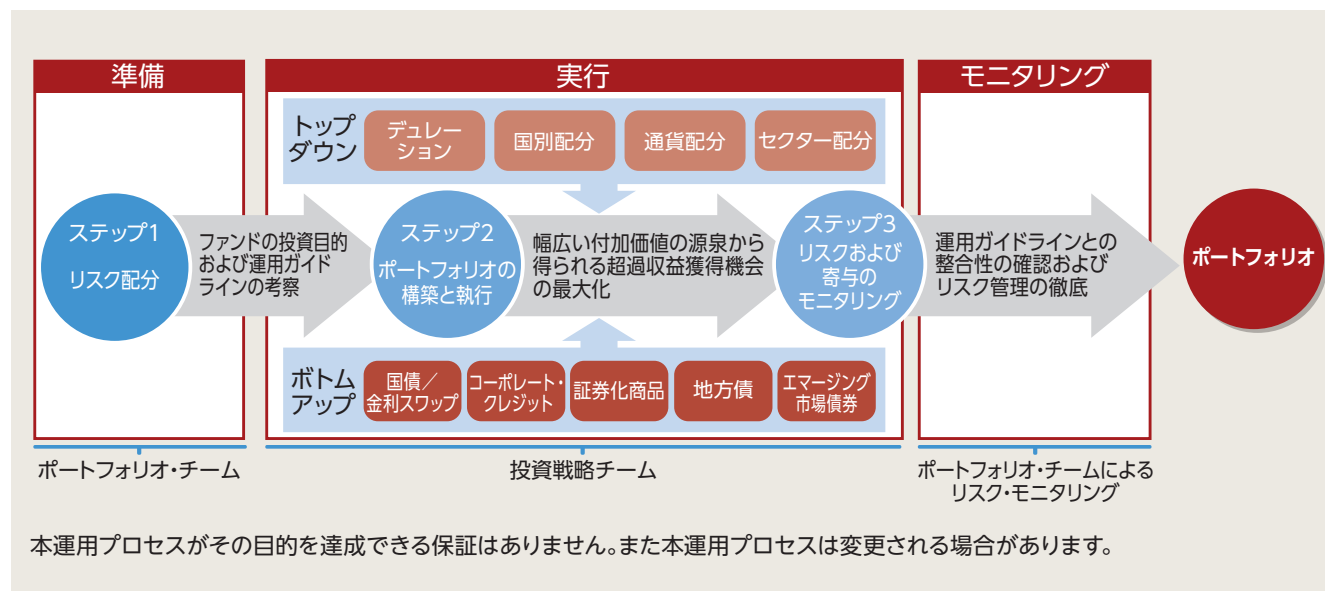 準備
実行
モニタリング
トップ
ダウン
デュレー
ション
国別配分
通貨配分
セクター配分
ステップ1
リスク配分
ファンドの投資目的
および運用ガイド
ラインの考察
ステップ2
ポートフォリオの
構築と執行
幅広い付加価値の源泉から
得られる超過収益獲得機会
の最大化
ステップ3
リスクおよび
寄与の
モニタリング
運用ガイドラインとの
整合性の確認および
リスク管理の徹底
ポートフォリオ
ボトム
アップ
国債／
金利スワップ
コーポレート・
クレジット
証券化商品
地方債
エマージング
市場債券
ポートフォリオ・チーム
投資戦略チーム
ポートフォリオ・チームによる
リスク・モニタリング
本運用プロセスがその目的を達成できる保証はありません。また本運用プロセスは変更される場合があります。